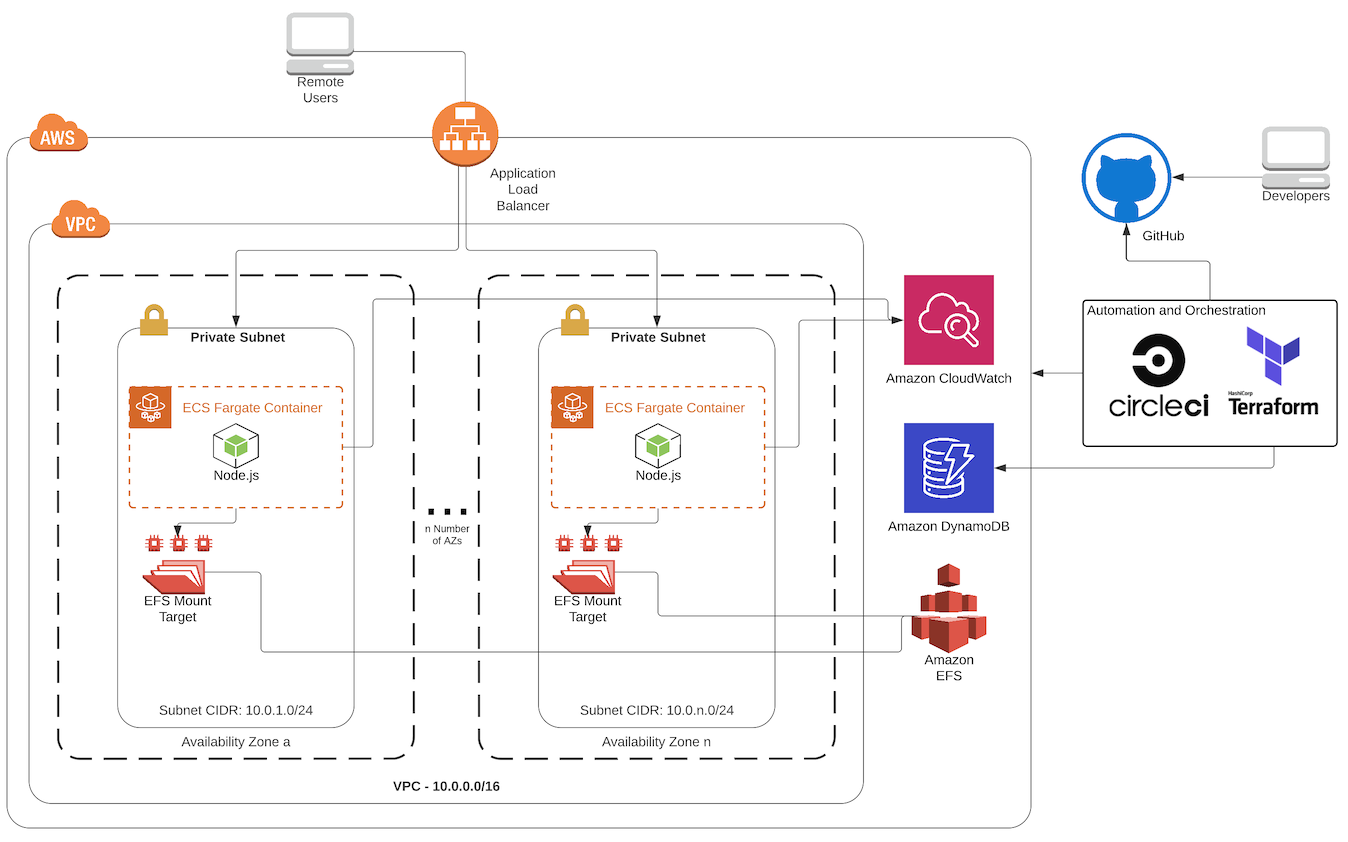 Remote
Users
AWS
Application
Load
Balancer
VPC
Private Subnet
ECS Fargate Container
Node.js
EFS Mount
Target
Subnet CIDR: 10.0.1.0/24
Availability Zone a
n Number
of AZs
Private Subnet
ECS Fargate Container
Node.js
EFS Mount
Target
Subnet CIDR: 10.0.n.0/24
Availability Zone n
VPC - 10.0.0.0/16
Amazon CloudWatch
Amazon DynamoDB
Amazon
EFS
GitHub
Developers
Automation and Orchestration
circleci
HashiCorp
Terraform